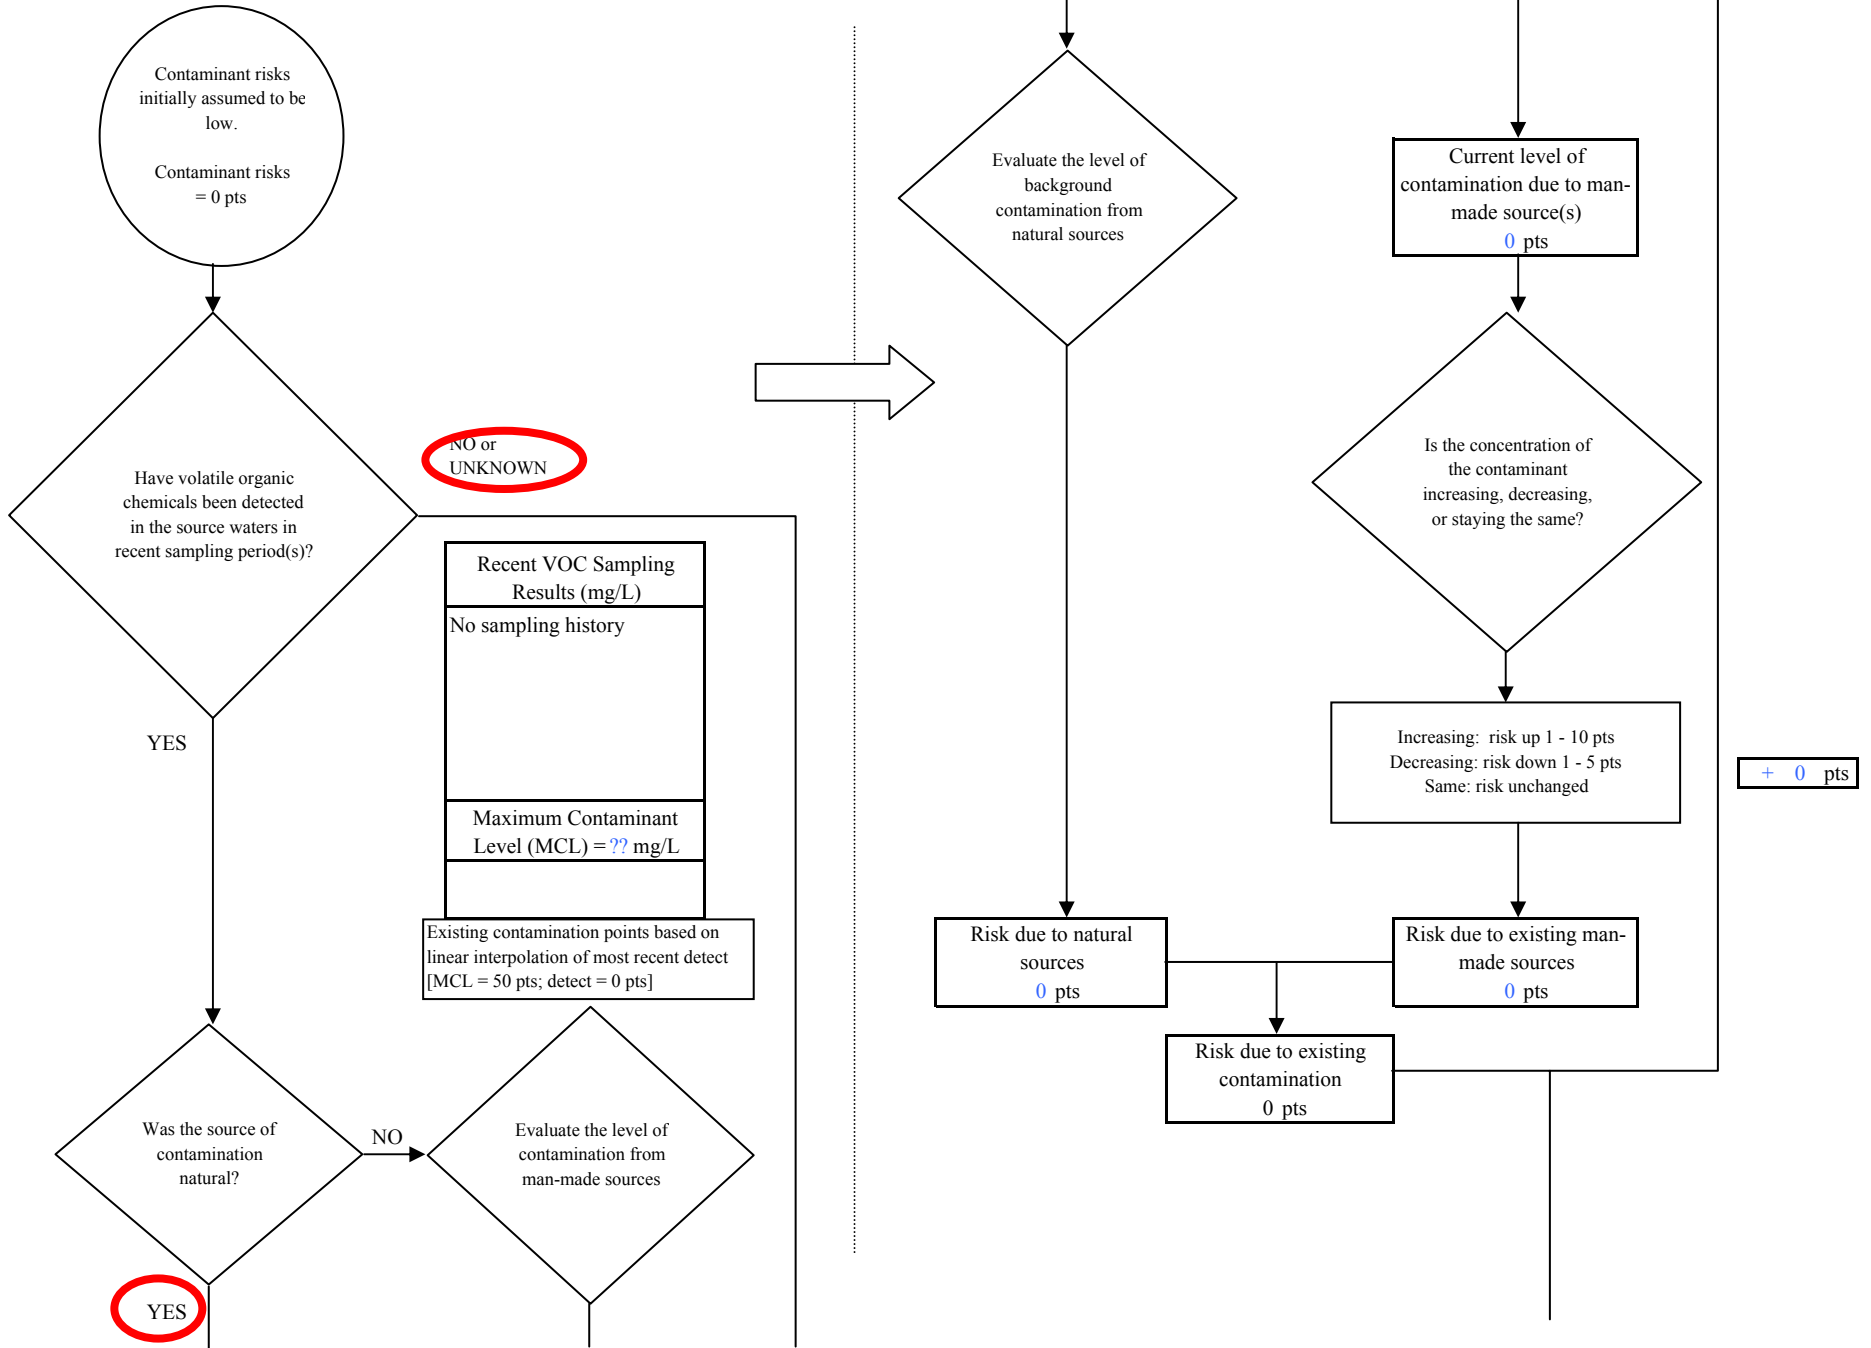 Contaminant risks
initially assumed to be
low.
Contaminant risks
= 0 pts
Have volatile organic
chemicals been detected
in the source waters in
recent sampling period(s)?
NO or
UNKNOWN
YES
Recent VOC Sampling
Results (mg/L)
No sampling history
Maximum Contaminant
Level (MCL) = ?? mg/L
Existing contamination points based on
linear interpolation of most recent detect
[MCL = 50 pts; detect = 0 pts]
Was the source of
contamination
natural?
NO
Evaluate the level of
contamination from
man-made sources
YES
Evaluate the level of
background
contamination from
natural sources
Current level of
contamination due to man-
made source(s)
0 pts
Is the concentration of
the contaminant
increasing, decreasing,
or staying the same?
Increasing: risk up 1 - 10 pts
Decreasing: risk down 1 - 5 pts
Same: risk unchanged
+ 0 pts
Risk due to natural
sources
0 pts
Risk due to existing man-
made sources
0 pts
Risk due to existing
contamination
0 pts